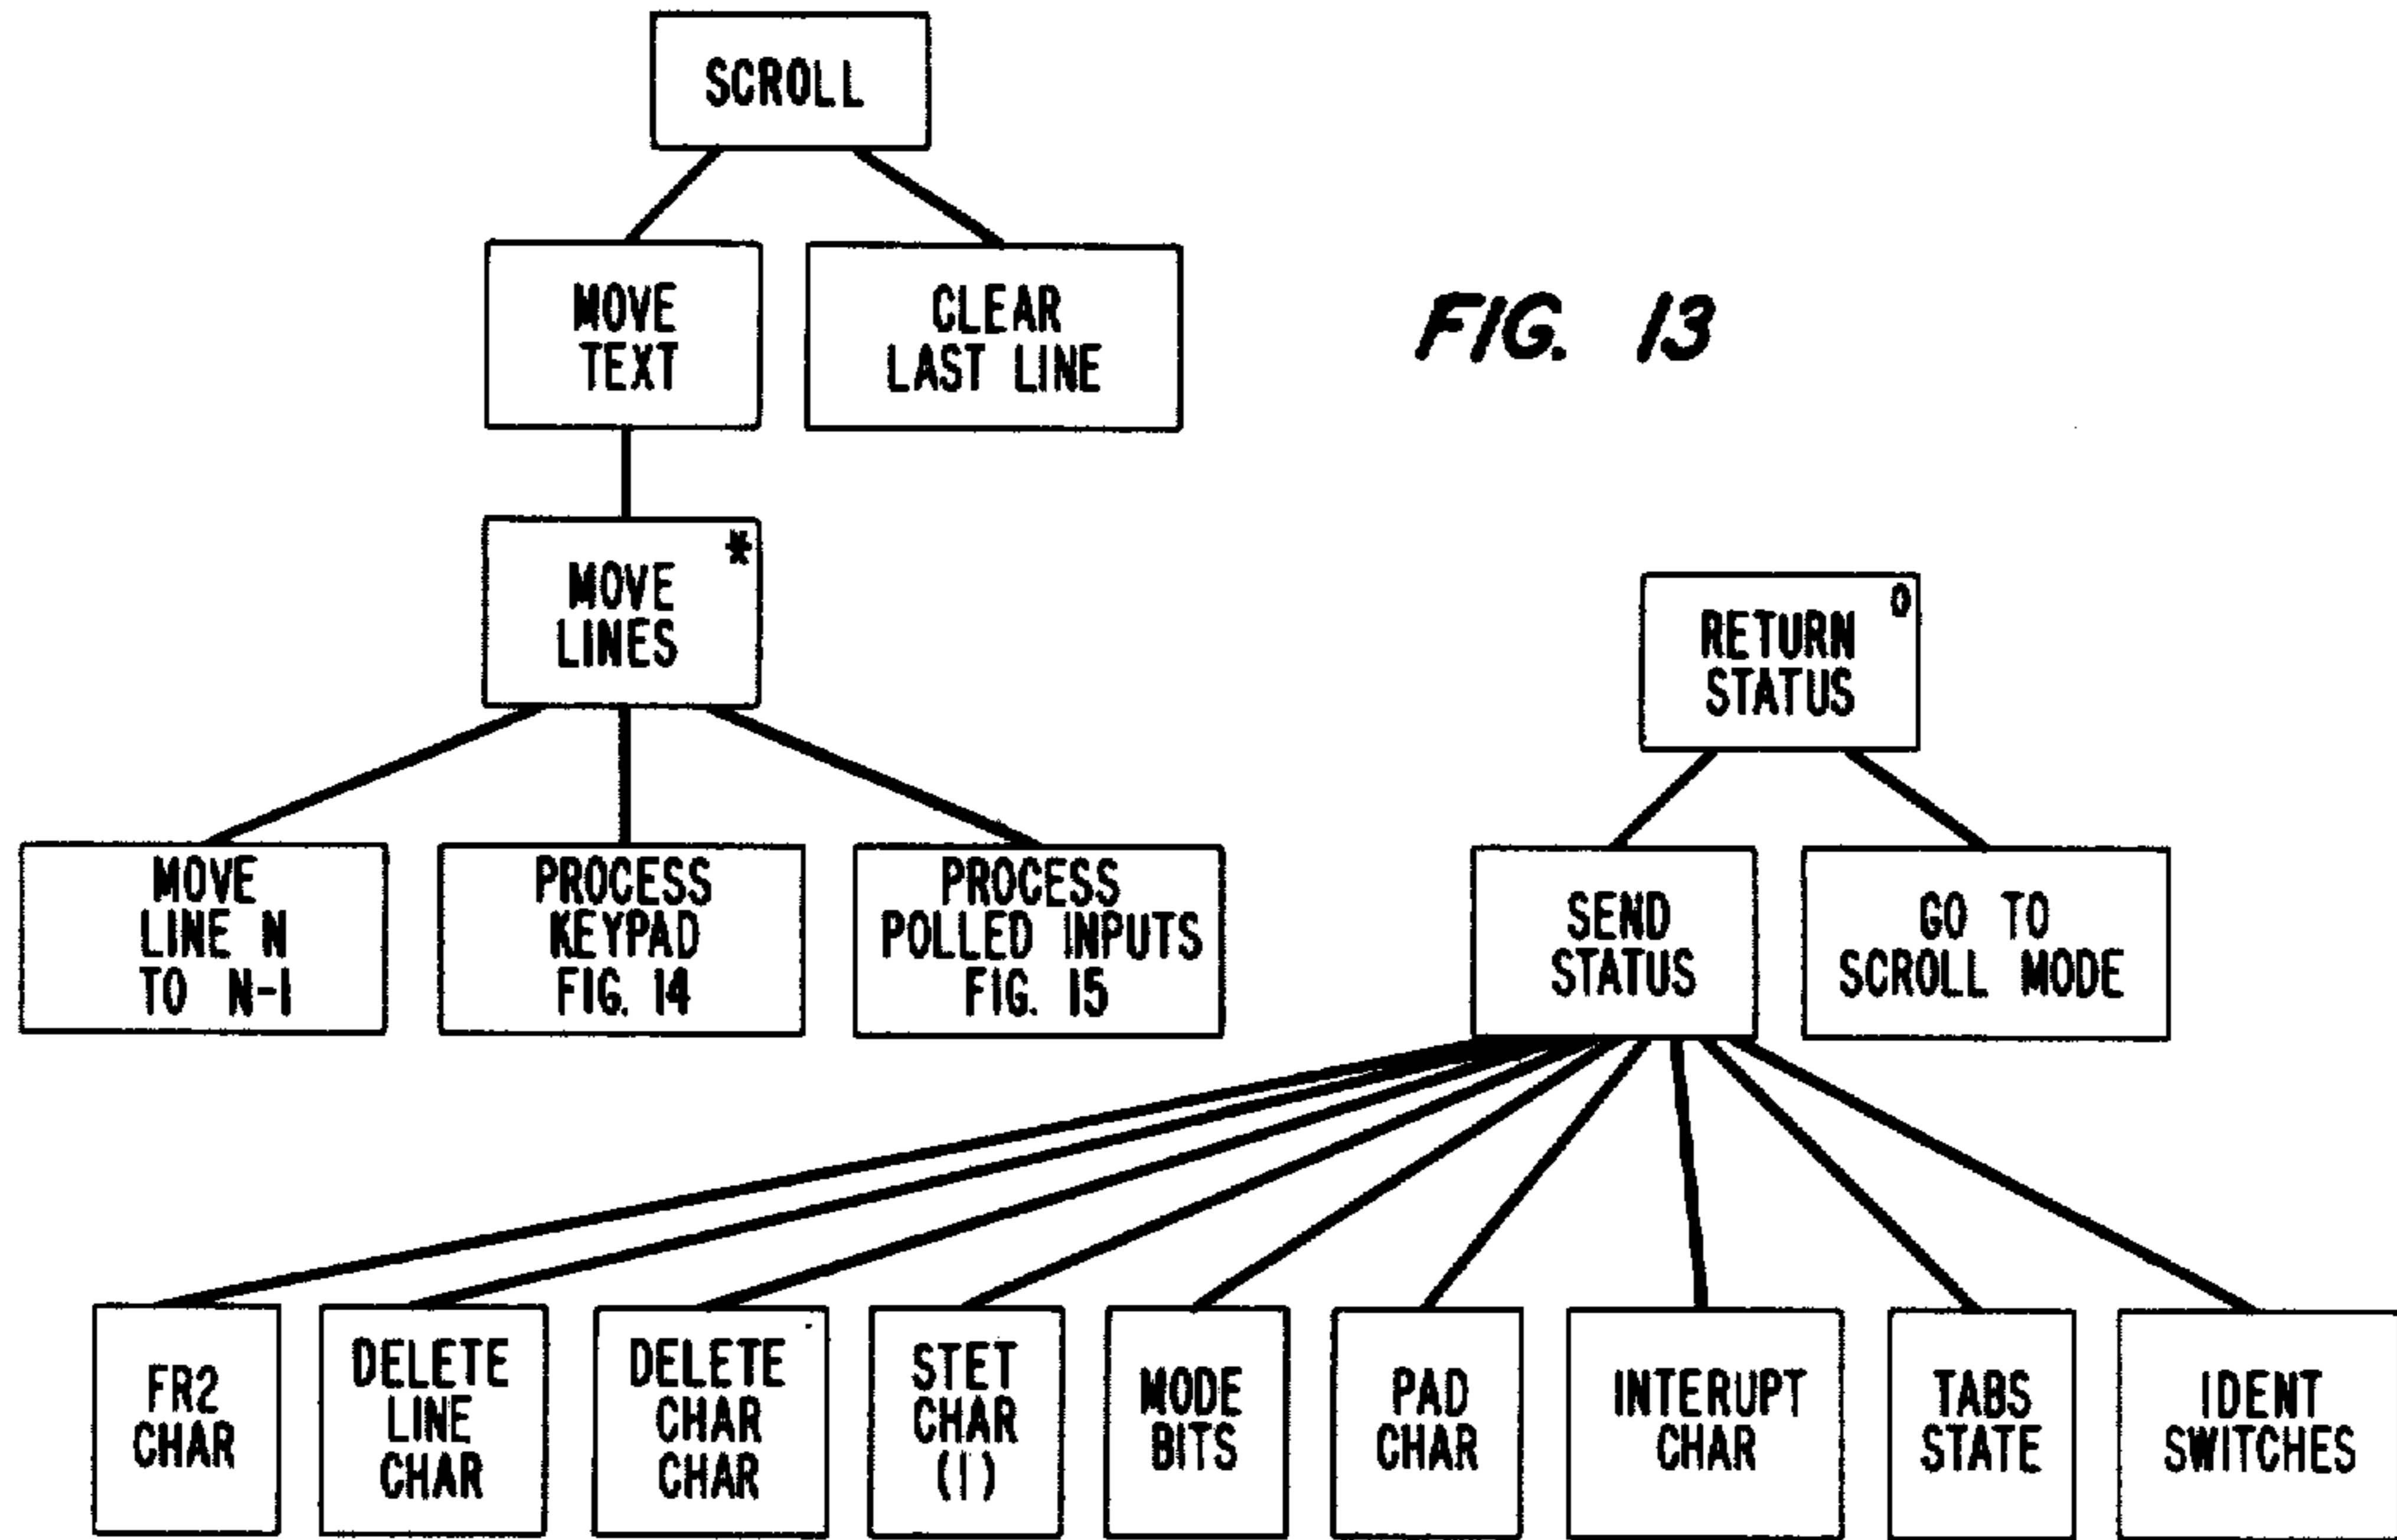 SCROLL
MOVE
TEXT
CLEAR
LAST LINE
FIG. 13
*
MOVE
LINES
O
RETURN
STATUS
MOVE
LINE N
TO N-1
PROCESS
KEYPAD
FIG. 14
PROCESS
POLLED INPUTS
FIG. 15
SEND
STATUS
GO TO
SCROLL MODE
FR2
CHAR
DELETE
LINE
CHAR
DELETE
CHAR
CHAR
STET
CHAR
(|)
MODE
BITS
PAD
CHAR
INTERUPT
CHAR
TABS
STATE
IDENT
SWITCHES